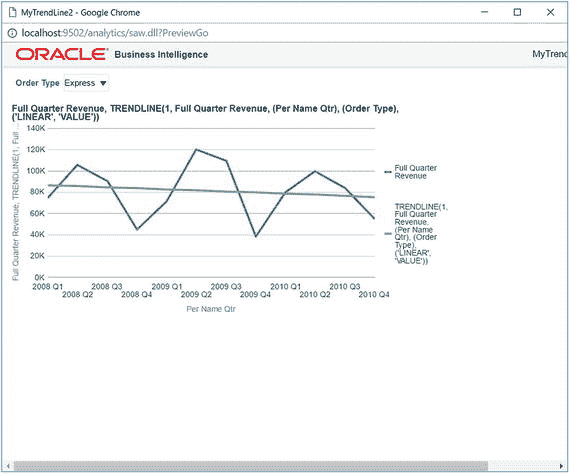 MyTrendLine2 - Google Chrome
localhost:9502/analytics/saw.dll?PreviewGo
ORACLE Business Intelligence
MyTrend
Order Type Express
Full Quarter Revenue, TRENDLINE(1, Full Quarter Revenue, (Per Name Qtr), (Order Type),
('LINEAR', 'VALUE'))
Full Quarter Revenue, TRENDLINE(1, Full ...
140K
120K
100K
80K
60K
40K
20K
0K
2008 Q1
2008 Q2
2008 Q3
2008 Q4
2009 Q1
2009 Q2
2009 Q3
2009 Q4
2010 Q1
2010 Q2
2010 Q3
2010 Q4
Per Name Qtr
Full Quarter
Revenue
TRENDLINE(1,
Full Quarter
Revenue,
(Per Name
Qtr), (Order
Type),
('LINEAR',
'VALUE'))